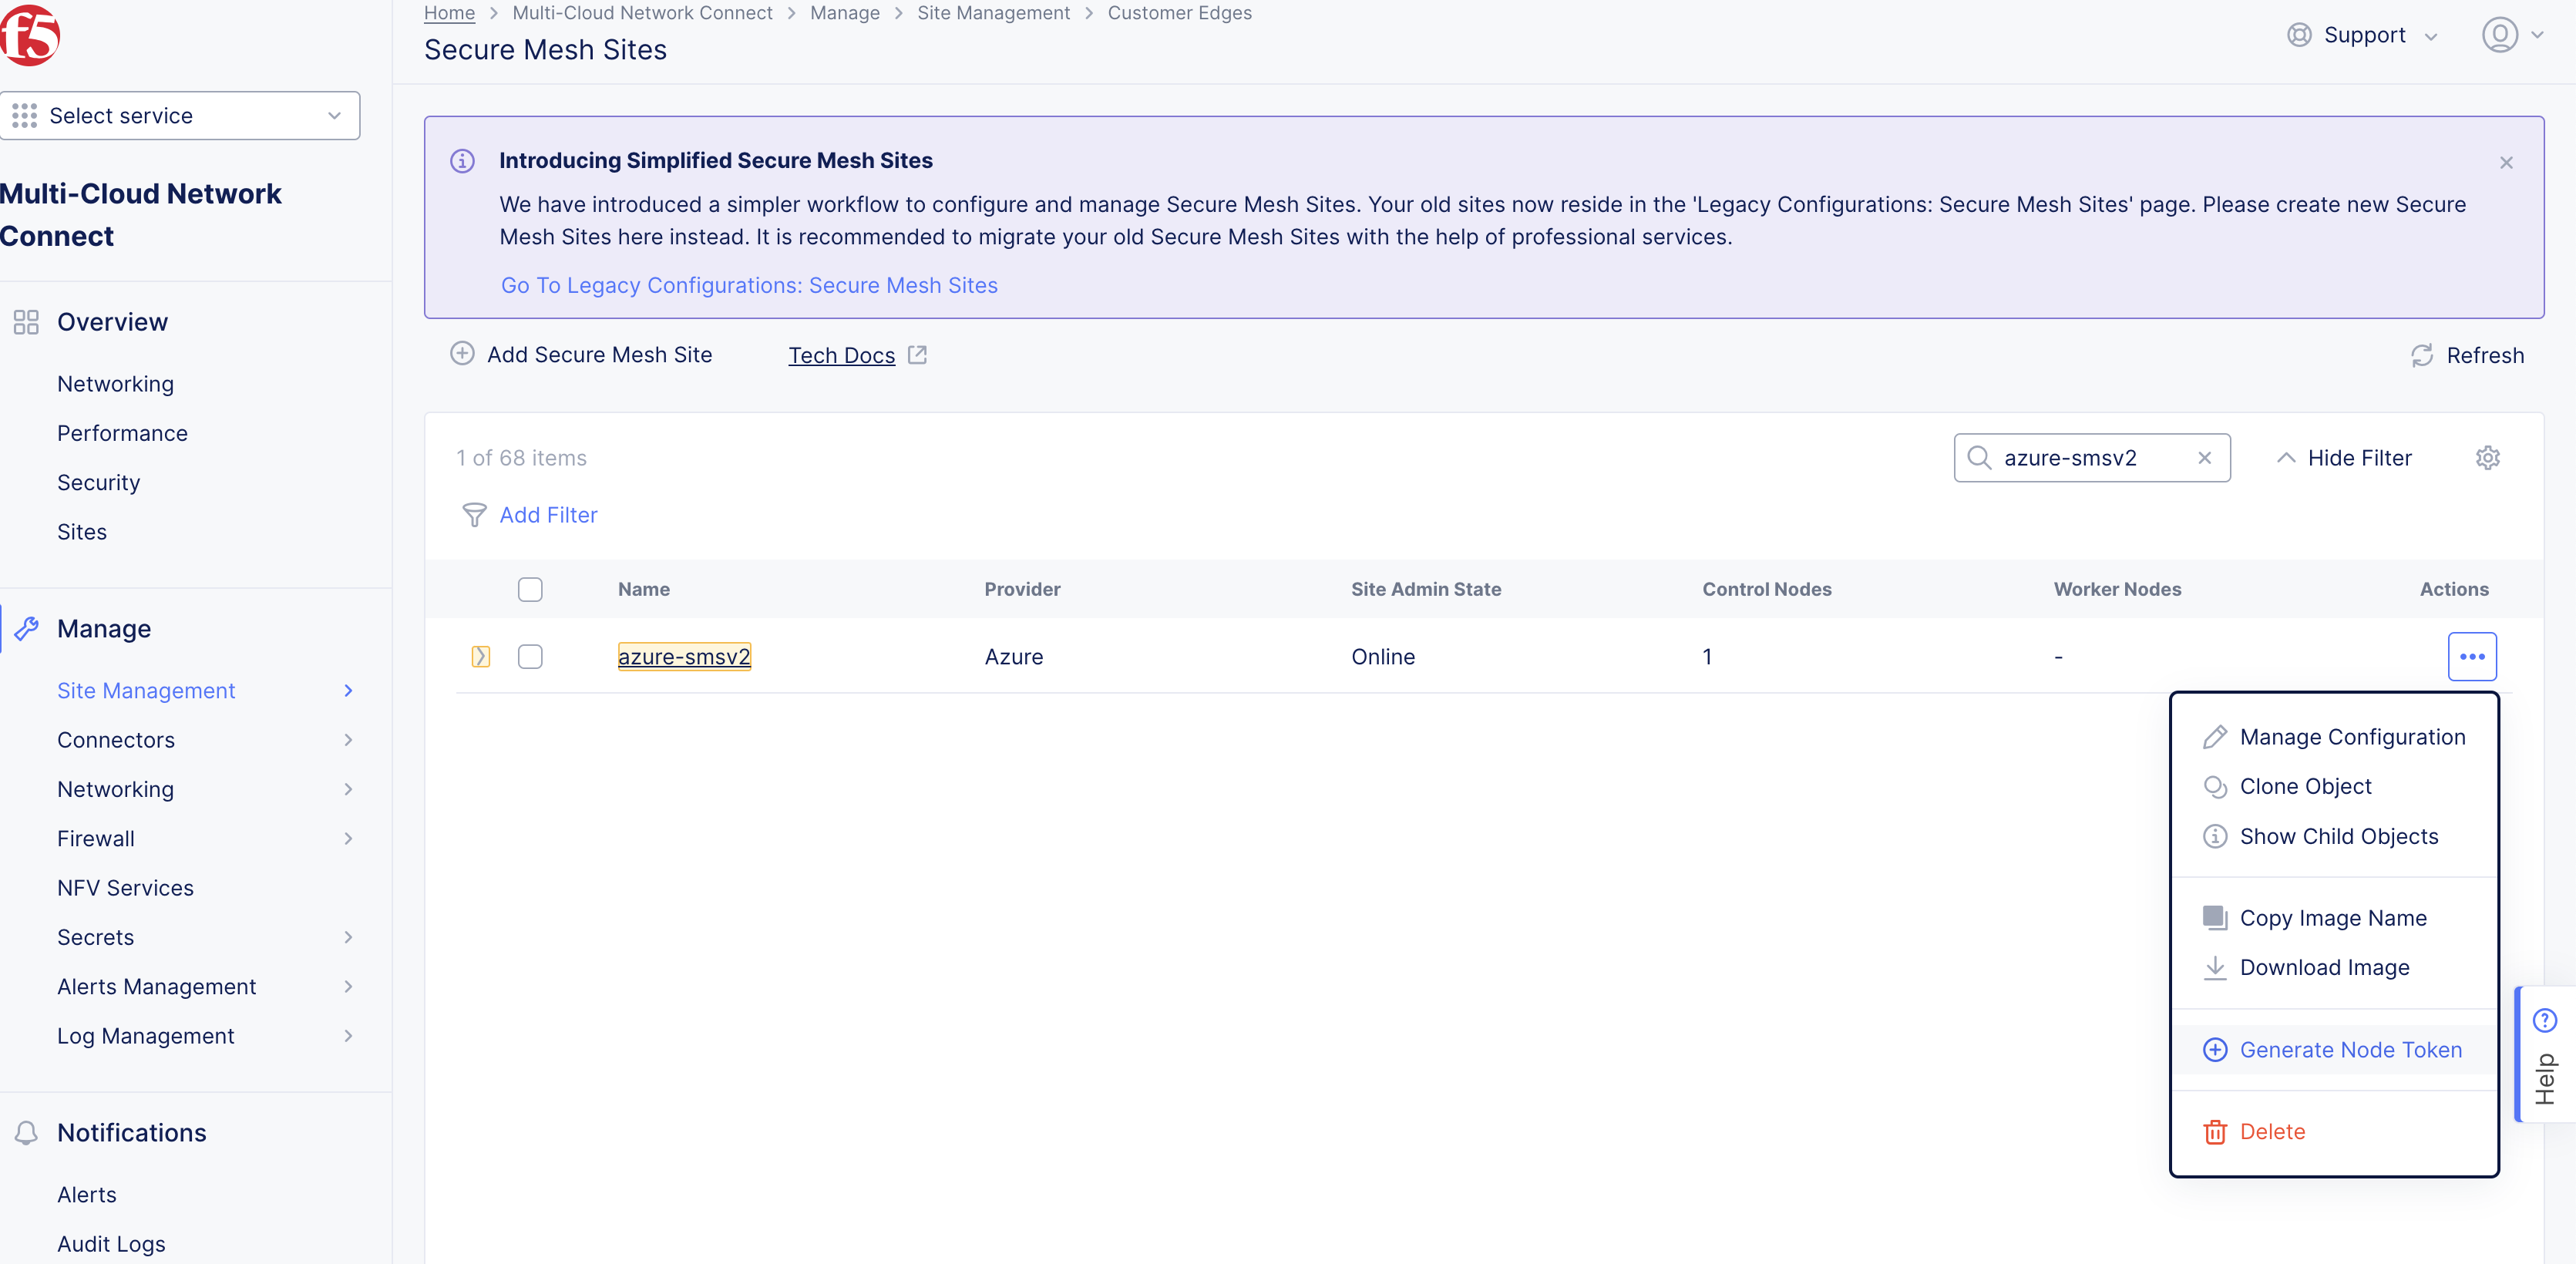 f5
Home > Multi-Cloud Network Connect > Manage > Site Management > Customer Edges
Secure Mesh Sites
Support
Select service
Multi-Cloud Network
Connect
Overview
Networking
Performance
Security
Sites
Manage
Site Management
Connectors
Networking
Firewall
NFV Services
Secrets
Alerts Management
Log Management
Notifications
Alerts
Audit Logs
Introducing Simplified Secure Mesh Sites
We have introduced a simpler workflow to configure and manage Secure Mesh Sites. Your old sites now reside in the 'Legacy Configurations: Secure Mesh Sites' page. Please create new Secure
Mesh Sites here instead. It is recommended to migrate your old Secure Mesh Sites with the help of professional services.
Go To Legacy Configurations: Secure Mesh Sites
Add Secure Mesh Site Tech Docs Refresh
1 of 68 items azure-smsv2 Hide Filter
Add Filter
Name Provider Site Admin State Control Nodes Worker Nodes Actions
azure-smsv2 Azure Online 1 -
Manage Configuration
Clone Object
Show Child Objects
Copy Image Name
Download Image
Generate Node Token
Delete
Help